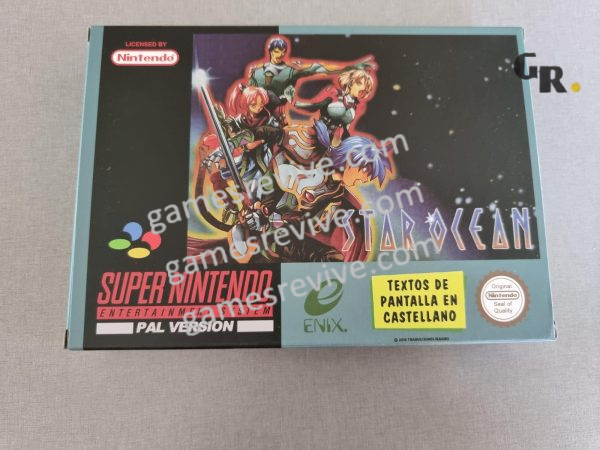 LICENSED BY
Nintendo
GR.
gamesrevive.com
gamesrevive.com
gamesrevive.com
STAR OCEAN
SUPER NINTENDO
ENTERTAINMENT SYSTEM
PAL VERSION
ENIX.
TEXTOS DE
PANTALLA EN
CASTELLANO
Original
Nintendo
Seal of
Quality